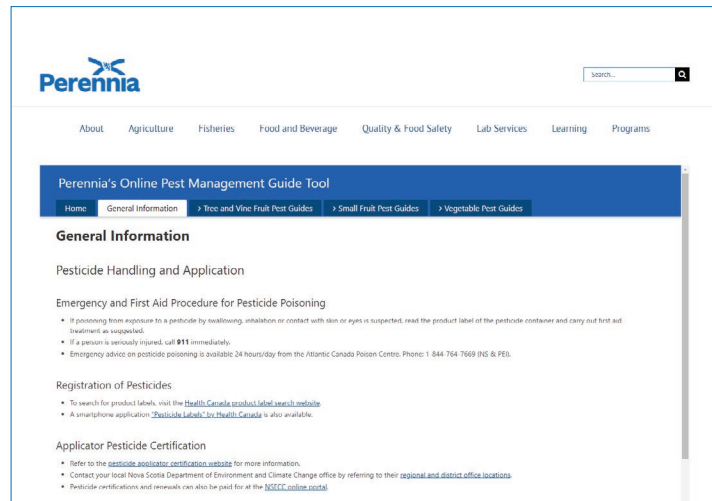 Perennia
Search...
About Agriculture Fisheries Food and Beverage Quality & Food Safety Lab Services Learning Programs
Perennia's Online Pest Management Guide Tool
Home General Information > Tree and Vine Fruit Pest Guides > Small Fruit Pest Guides > Vegetable Pest Guides
General Information
Pesticide Handling and Application
Emergency and First Aid Procedure for Pesticide Poisoning
• If poisoning from exposure to a pesticide by swallowing, inhalation or contact with skin or eyes is suspected, read the product label of the pesticide container and carry out first aid
treatment as suggested.
• If a person is seriously injured, call 911 immediately.
• Emergency advice on pesticide poisoning is available 24 hours/day from the Atlantic Canada Poison Centre. Phone: 1-844-764-7669 (NS & PEI).
Registration of Pesticides
• To search for product labels, visit the Health Canada product label search website.
• A smartphone application "Pesticide Labels" by Health Canada is also available.
Applicator Pesticide Certification
• Refer to the pesticide applicator certification website for more information.
• Contact your local Nova Scotia Department of Environment and Climate Change office by referring to their regional and district office locations.
• Pesticide certifications and renewals can also be paid for at the NSECC online portal.